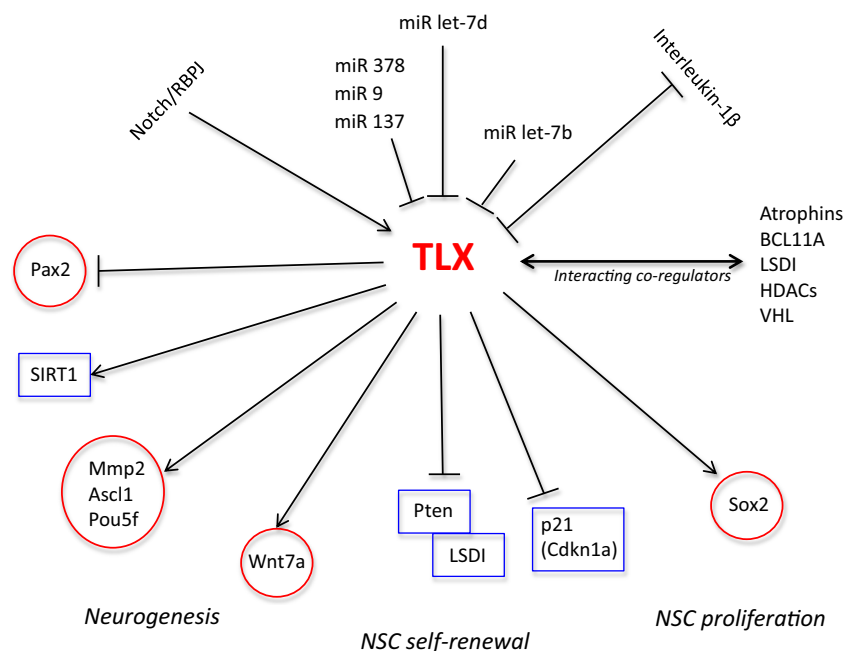 miR let-7d
Notch/RBPJ
miR 378
miR 9
miR 137
miR let-7b
Interleukin-1β
TLX
Interacting co-regulators
Atrophins
BCL11A
LSDI
HDACs
VHL
Pax2
SIRT1
Mmp2
Ascl1
Pou5f
Wnt7a
Pten
LSDI
p21
(Cdkn1a)
Sox2
Neurogenesis
NSC self-renewal
NSC proliferation